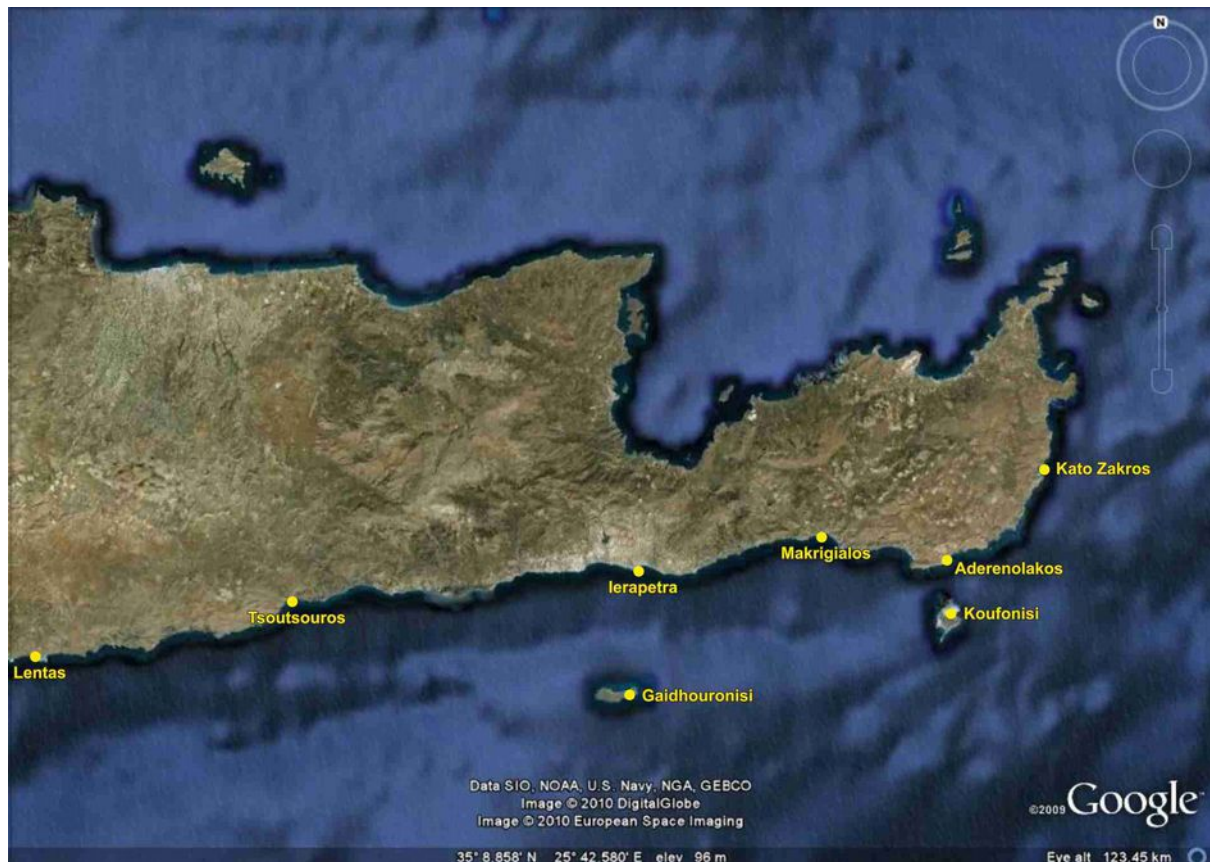 N
Kato Zakros
Makrigialos
Aderenolakos
Ierapetra
Tsoutsouros
Koufonisi
Lentas
Gaidhouronisi
Data SIO, NOAA, U.S. Navy, NGA, GEBCO
Image © 2010 DigitalGlobe
Image © 2010 European Space Imaging
©2009 Google™
35° 8.858' N 25° 42.580' E elev 96 m
Eye alt 123.45 km